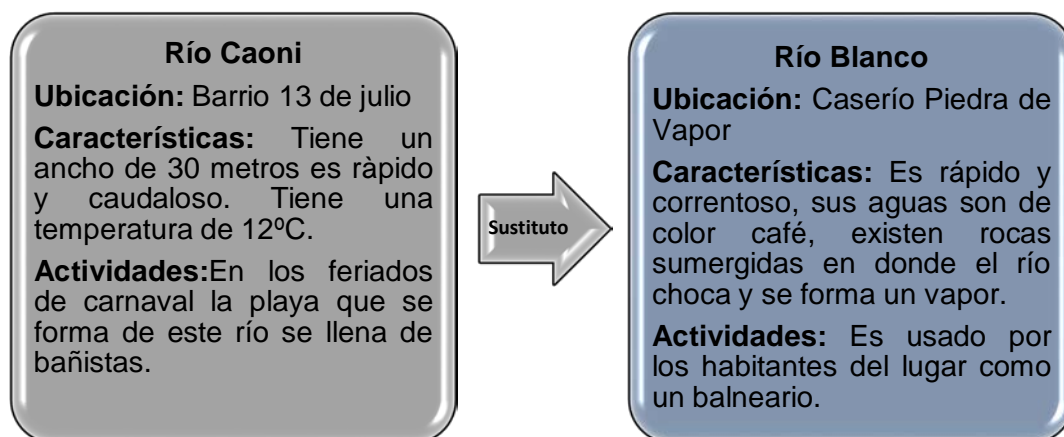 Río Caoni
Ubicación: Barrio 13 de julio
Características: Tiene un
ancho de 30 metros es ràpido
y caudaloso. Tiene una
temperatura de 12ºC.
Actividades:En los feriados
de carnaval la playa que se
forma de este río se llena de
bañistas.
Sustituto
Río Blanco
Ubicación: Caserío Piedra de
Vapor
Características: Es rápido y
correntoso, sus aguas son de
color café, existen rocas
sumergidas en donde el río
choca y se forma un vapor.
Actividades: Es usado por
los habitantes del lugar como
un balneario.